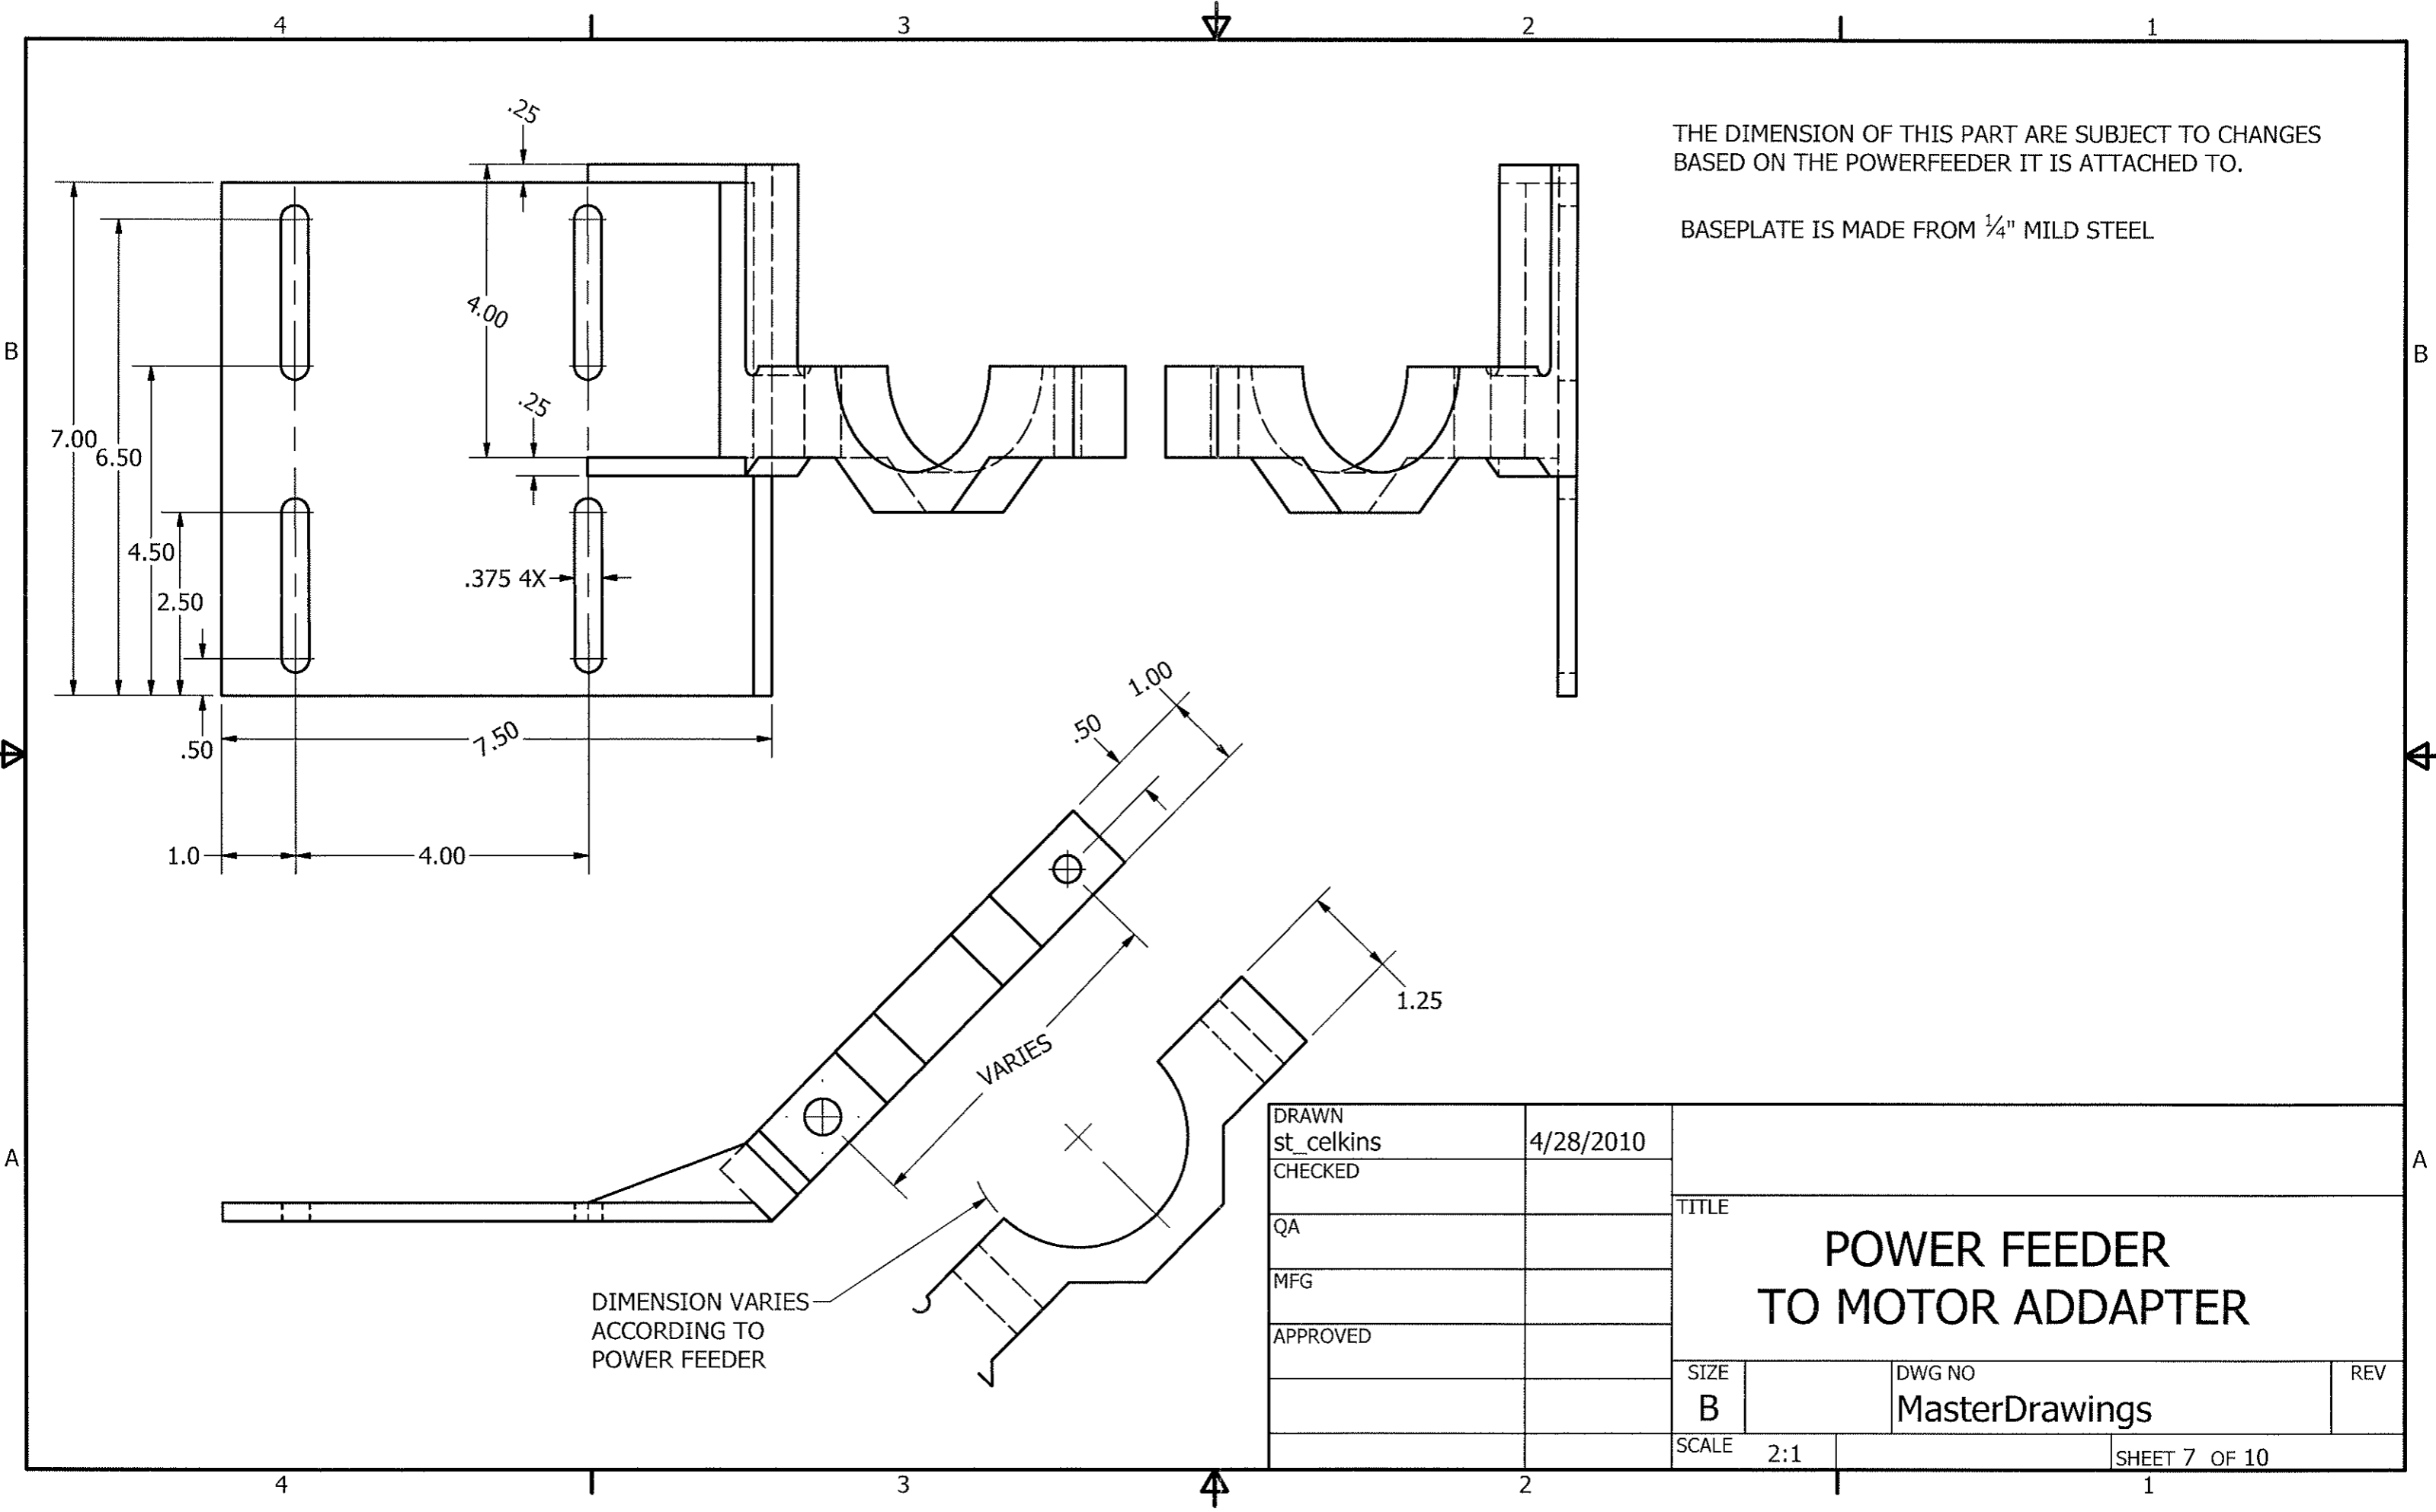 4
3
2
1
THE DIMENSION OF THIS PART ARE SUBJECT TO CHANGES
BASED ON THE POWERFEEDER IT IS ATTACHED TO.
BASEPLATE IS MADE FROM ¼" MILD STEEL
.25
4.00
B
B
.25
7.00
6.50
4.50
.375 4X
2.50
.50
7.50
1.00
.50
1.0
4.00
VARIES
1.25
A
A
DIMENSION VARIES
ACCORDING TO
POWER FEEDER
DRAWN
st_celkins
4/28/2010
CHECKED
QA
MFG
APPROVED
TITLE
POWER FEEDER
TO MOTOR ADDAPTER
SIZE
B
DWG NO
MasterDrawings
REV
SCALE
2:1
SHEET 7 OF 10
4
3
2
1